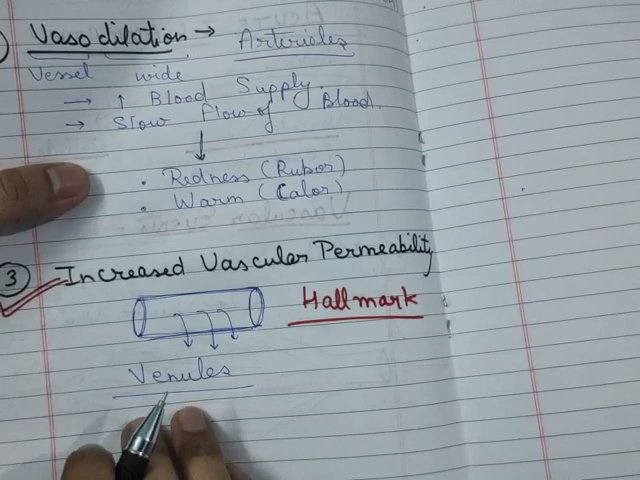 Vasodilation → Arterioles
Vessel wide
→ ↑ Blood Supply.
→ Slow Flow of Blood.
↓
• Redness (Rubor)
• Warm (Calor)
3 Increased Vascular Permeability
Hallmark
Venules